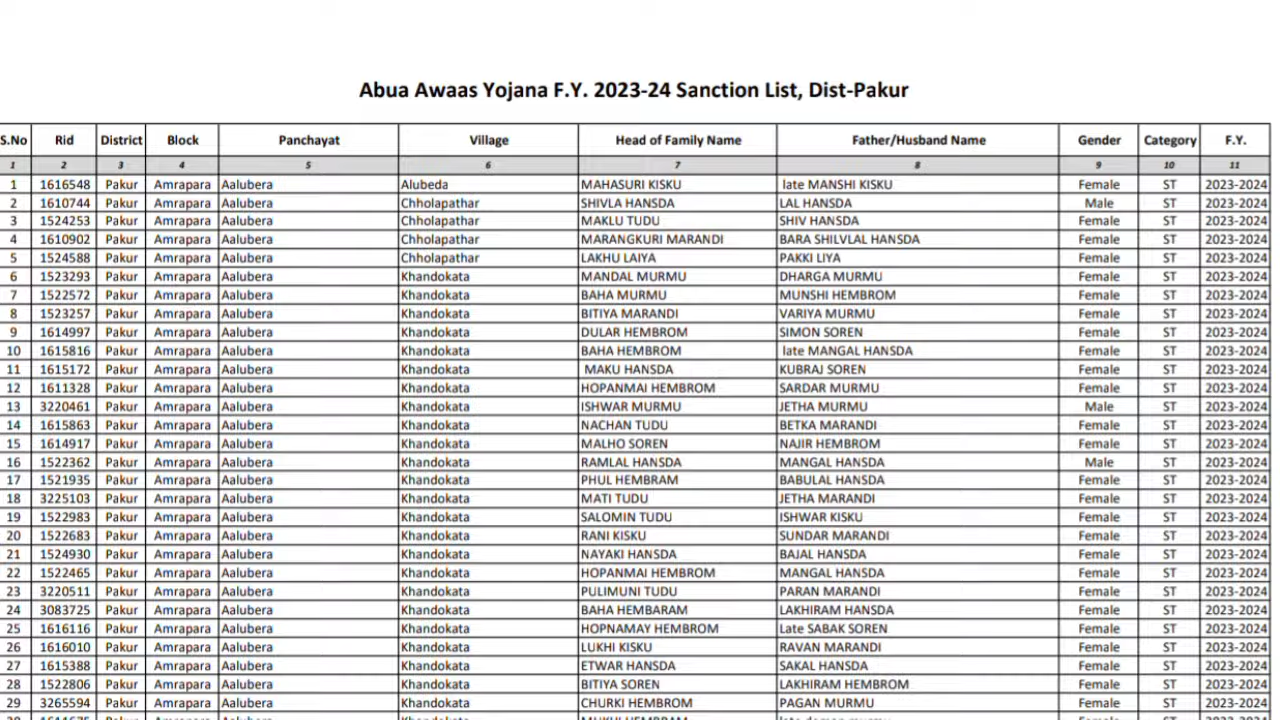 Abua Awaas Yojana F.Y. 2023-24 Sanction List, Dist-Pakur
S.No Rid District Block Panchayat Village Head of Family Name Father/Husband Name Gender Category F.Y.
1 2 3 4 5 6 7 8 9 10 11
1 1616548 Pakur Amrapara Aalubera Alubeda MAHASURI KISKU late MANSHI KISKU Female ST 2023-2024
2 1610744 Pakur Amrapara Aalubera Chholapathar SHIVLA HANSDA LAL HANSDA Male ST 2023-2024
3 1524253 Pakur Amrapara Aalubera Chholapathar MAKLU TUDU SHIV HANSDA Female ST 2023-2024
4 1610902 Pakur Amrapara Aalubera Chholapathar MARANGKURI MARANDI BARA SHILVLAL HANSDA Female ST 2023-2024
5 1524588 Pakur Amrapara Aalubera Chholapathar LAKHU LAIYA PAKKI LIYA Female ST 2023-2024
6 1523293 Pakur Amrapara Aalubera Khandokata MANDAL MURMU DHARGA MURMU Female ST 2023-2024
7 1522572 Pakur Amrapara Aalubera Khandokata BAHA MURMU MUNSHI HEMBROM Female ST 2023-2024
8 1523257 Pakur Amrapara Aalubera Khandokata BITIYA MARANDI VARIYA MURMU Female ST 2023-2024
9 1614997 Pakur Amrapara Aalubera Khandokata DULAR HEMBROM SIMON SOREN Female ST 2023-2024
10 1615816 Pakur Amrapara Aalubera Khandokata BAHA HEMBROM late MANGAL HANSDA Female ST 2023-2024
11 1615172 Pakur Amrapara Aalubera Khandokata MAKU HANSDA KUBRAJ SOREN Female ST 2023-2024
12 1611328 Pakur Amrapara Aalubera Khandokata HOPANMAI HEMBROM SARDAR MURMU Female ST 2023-2024
13 3220461 Pakur Amrapara Aalubera Khandokata ISHWAR MURMU JETHA MURMU Male ST 2023-2024
14 1615863 Pakur Amrapara Aalubera Khandokata NACHAN TUDU BETKA MARANDI Female ST 2023-2024
15 1614917 Pakur Amrapara Aalubera Khandokata MALHO SOREN NAJIR HEMBROM Female ST 2023-2024
16 1522362 Pakur Amrapara Aalubera Khandokata RAMLAL HANSDA MANGAL HANSDA Male ST 2023-2024
17 1521935 Pakur Amrapara Aalubera Khandokata PHUL HEMBRAM BABULAL HANSDA Female ST 2023-2024
18 3225103 Pakur Amrapara Aalubera Khandokata MATI TUDU JETHA MARANDI Female ST 2023-2024
19 1522983 Pakur Amrapara Aalubera Khandokata SALOMIN TUDU ISHWAR KISKU Female ST 2023-2024
20 1522683 Pakur Amrapara Aalubera Khandokata RANI KISKU SUNDAR MARANDI Female ST 2023-2024
21 1524930 Pakur Amrapara Aalubera Khandokata NAYAKI HANSDA BAJAL HANSDA Female ST 2023-2024
22 1522465 Pakur Amrapara Aalubera Khandokata HOPANMAI HEMBROM MANGAL HANSDA Female ST 2023-2024
23 3220511 Pakur Amrapara Aalubera Khandokata PULIMUNI TUDU PARAN MARANDI Female ST 2023-2024
24 3083725 Pakur Amrapara Aalubera Khandokata BAHA HEMBARAM LAKHIRAM HANSDA Female ST 2023-2024
25 1616116 Pakur Amrapara Aalubera Khandokata HOPNAMAY HEMBROM Late SABAK SOREN Female ST 2023-2024
26 1616010 Pakur Amrapara Aalubera Khandokata LUKHI KISKU RAVAN MARANDI Female ST 2023-2024
27 1615388 Pakur Amrapara Aalubera Khandokata ETWAR HANSDA SAKAL HANSDA Female ST 2023-2024
28 1522806 Pakur Amrapara Aalubera Khandokata BITIYA SOREN LAKHIRAM HEMBROM Female ST 2023-2024
29 3265594 Pakur Amrapara Aalubera Khandokata CHURKI HEMBROM PAGAN MURMU Female ST 2023-2024